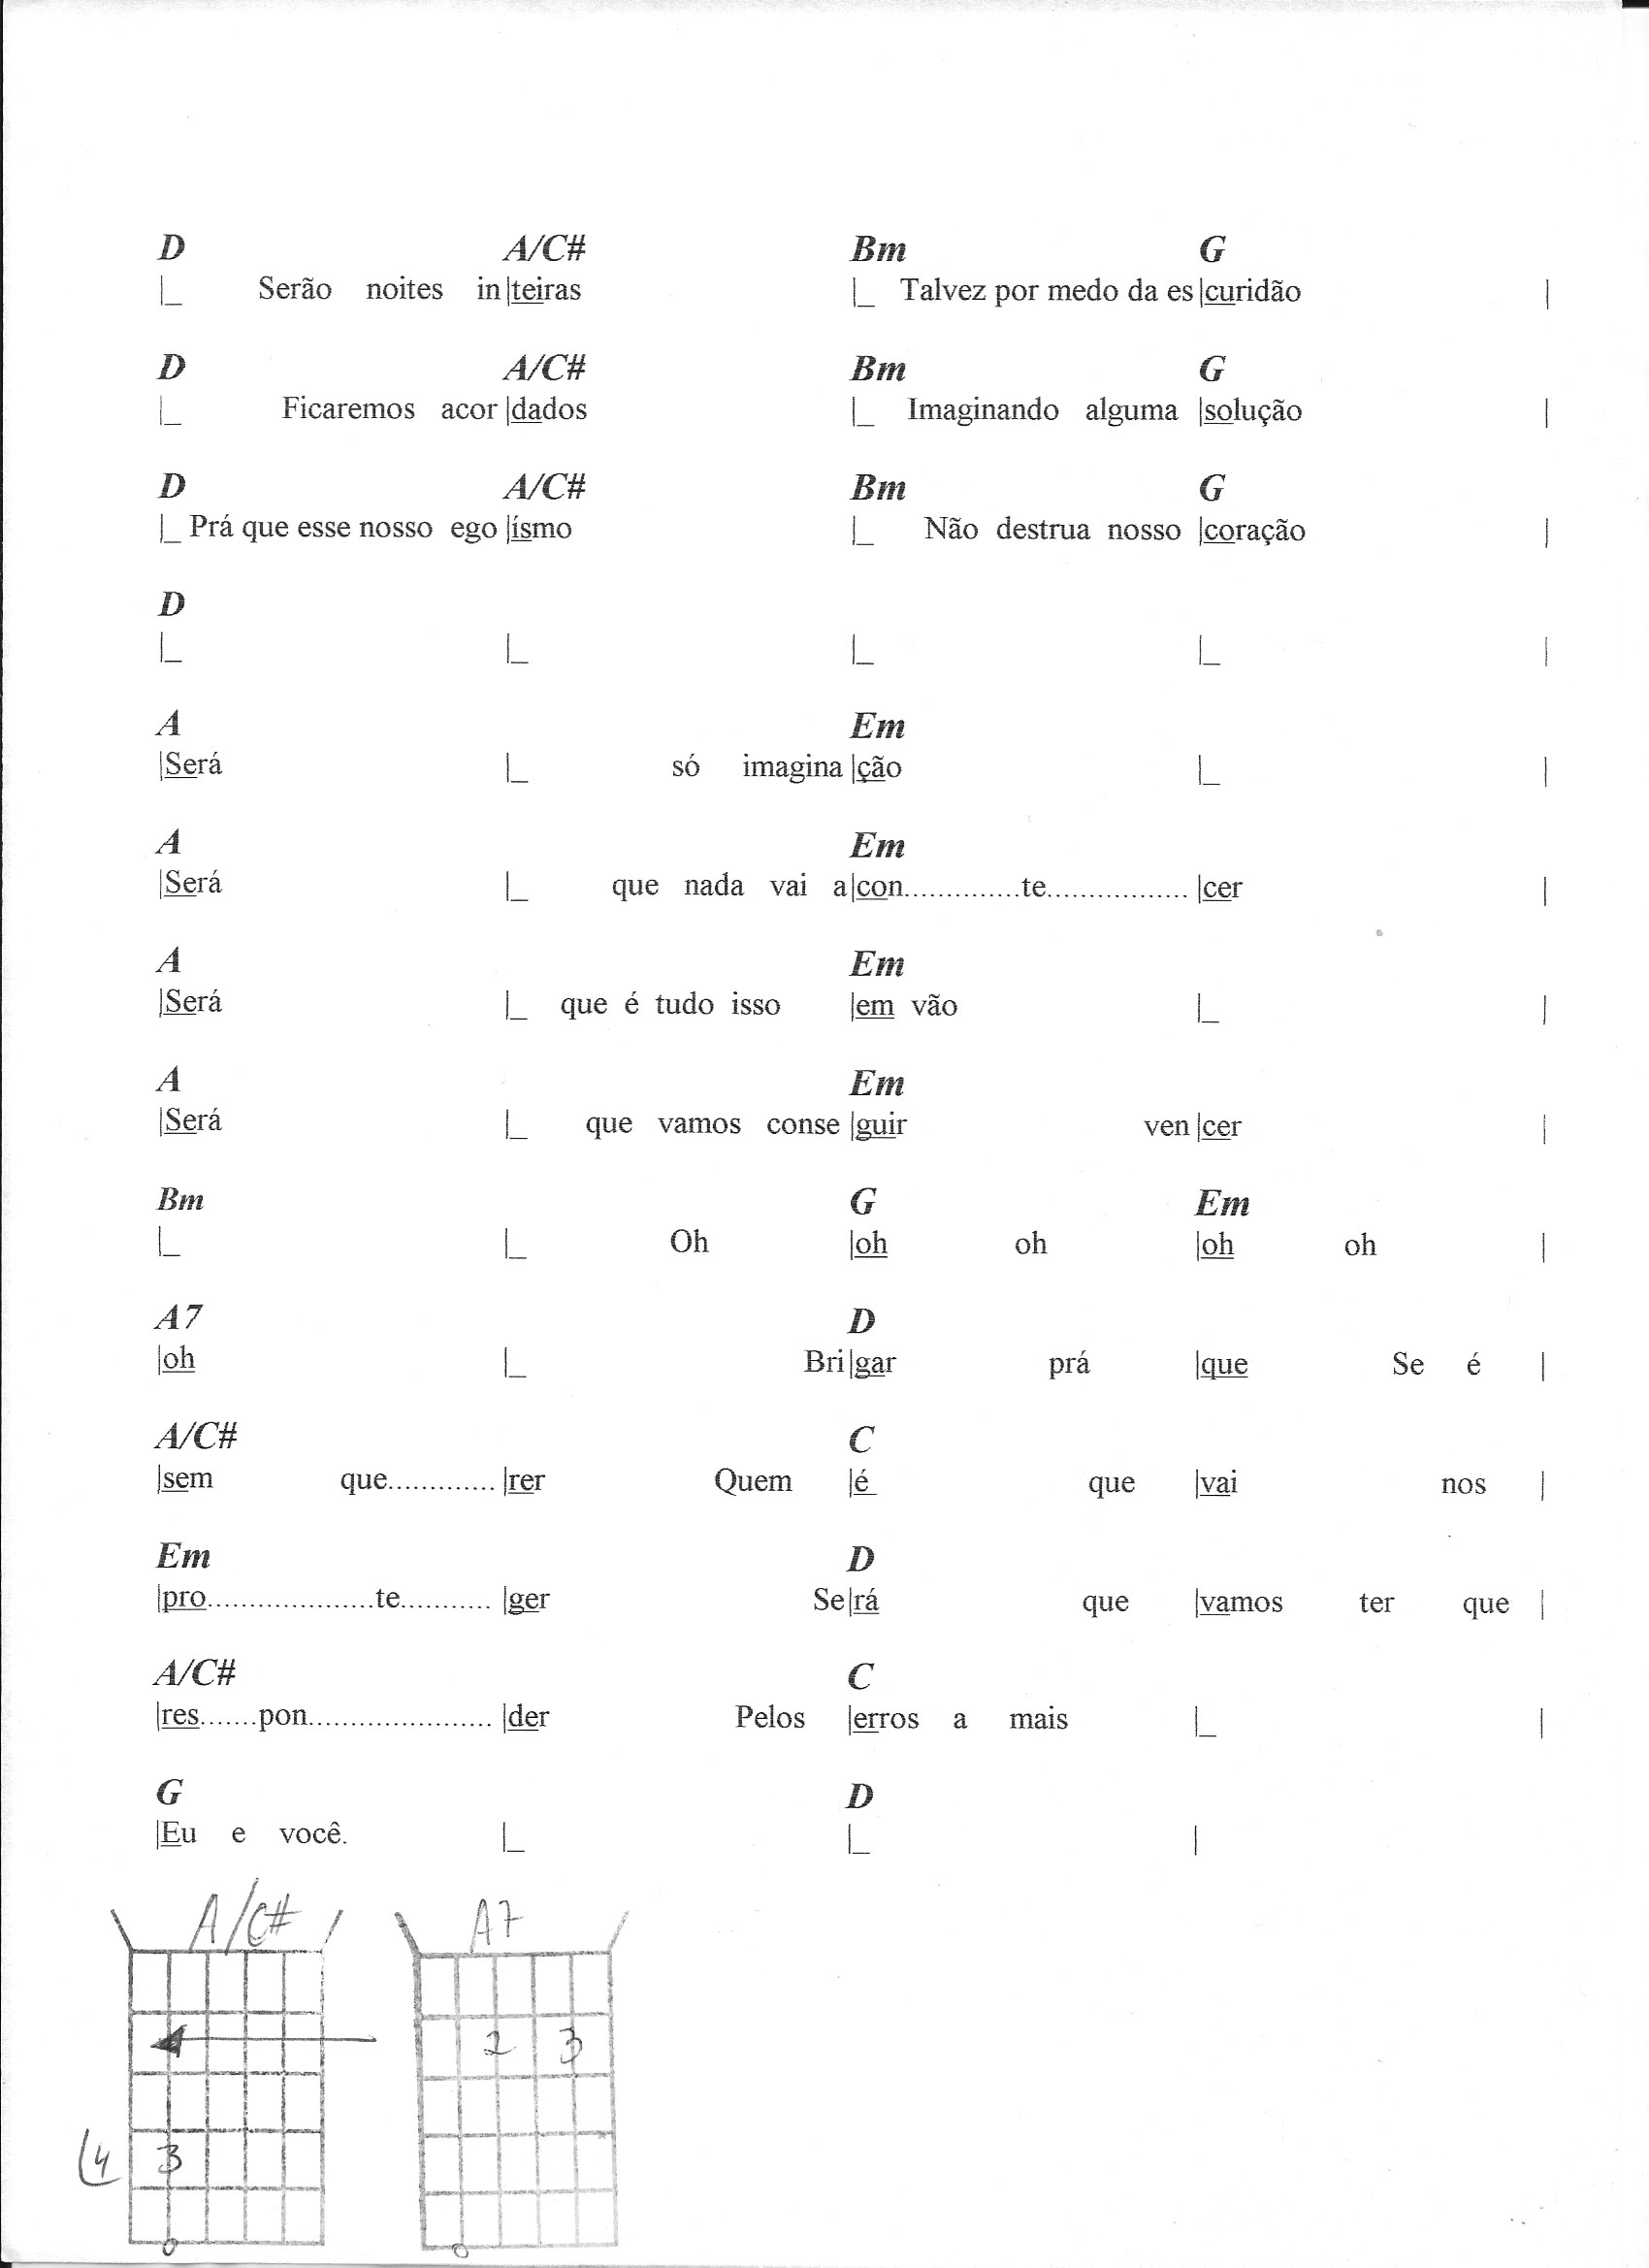 D A/C# Bm G
|_ Serão noites in|teiras |_ Talvez por medo da es|curidão |
D A/C# Bm G
|_ Ficaremos acor|dados |_ Imaginando alguma |solução |
D A/C# Bm G
|_ Prá que esse nosso ego|ísmo |_ Não destrua nosso |coração |
D
|_ |_ |_ |_ |
A Em
|Será |_ só imagina|ção |_ |
A Em
|Será |_ que nada vai a|con..............te................. |cer |
A Em
|Será |_ que é tudo isso |em vão |_ |
A Em
|Será |_ que vamos conse|guir ven|cer |
Bm G Em
|_ |_ Oh |oh oh |oh oh |
A7 D
|oh |_ Bri|gar prá |que Se é |
A/C# C
|sem que............. |rer Quem |é que |vai nos |
Em D
|pro....................te........... |ger Se|rá que |vamos ter que |
A/C# C
|res.......pon...................... |der Pelos |erros a mais |_ |
G D
|Eu e você. |_ |_ |
A/C# A7
2 3
4 3